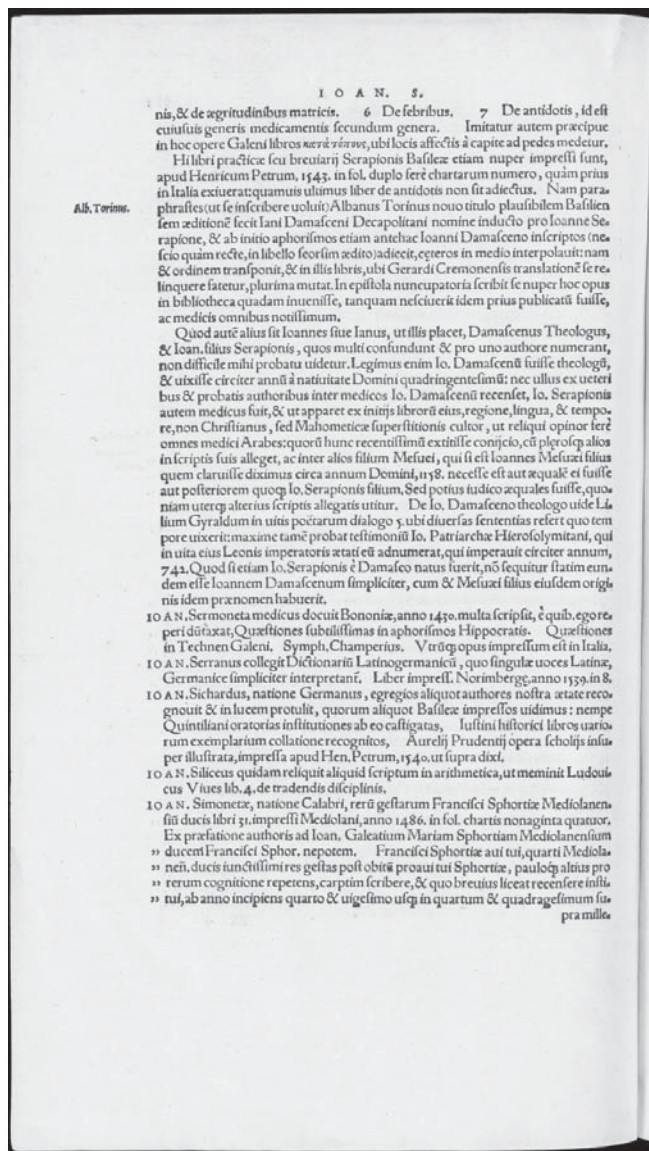 IOAN. S.
nis, & de ægritudinibus matricis. 6 De febribus. 7 De antidotis, id est
cuiusuis generis medicamentis secundum genera. Imitatur autem præcipue
in hoc opere Galeni libros κατὰ τόπους, ubi locis affectis à capite ad pedes medetur.
Hi libri practicæ seu breuiarij Serapionis Basileæ etiam nuper impressi sunt,
apud Henricum Petrum, 1543. in fol. duplo ferè chartarum numero, quàm prius
in Italia exiuerat: quamuis ultimus liber de antidotis non sit adiectus. Nam para-
Alb. Torinus.
phrastes (ut se inscribere uoluit) Albanus Torinus nouo titulo plausibilem Basilien
sem æditionē fecit Iani Damasceni Decapolitani nomine inducto pro Ioanne Se-
rapione, & ab initio aphorismos etiam antehac Ioanni Damasceno inscriptos (ne-
scio quàm recte, in libello seorsim ædito) adiecit, cęteros in medio interpolauit: nam
& ordinem transponit, & in illis libris, ubi Gerardi Cremonensis translationē se re-
linquere fatetur, plurima mutat. In epistola nuncupatoria scribit se nuper hoc opus
in bibliotheca quadam inuenisse, tanquam nesciuerit idem prius publicatū fuisse,
ac medicis omnibus notissimum.
Quòd autē alius sit Ioannes siue Ianus, ut illis placet, Damascenus Theologus,
& Ioan. filius Serapionis, quos multi confundunt & pro uno authore numerant,
non difficile mihi probatu uidetur. Legimus enim Io. Damascenū fuisse theologū,
& uixisse circiter annū à natiuitate Domini quadringentesimū: nec ullus ex ueteri
bus & probatis authoribus inter medicos Io. Damascenū recenset, Io. Serapionis
autem medicus fuit, & ut apparet ex initijs librorū eius, regione, lingua, & tempo-
re, non Christianus, sed Mahometicæ superstitionis cultor, ut reliqui opinor ferè
omnes medici Arabes: quorū hunc recentissimū extitisse conijcio, cū plęrosq; alios
in scriptis suis alleget, ac inter alios filium Mesuei, qui si est Ioannes Mesuæi filius
quem claruisse diximus circa annum Domini, 1158. necesse est aut æqualē ei fuisse
aut posteriorem quoq; Io. Serapionis filium. Sed potius iudico æquales fuisse, quo-
niam uterq; alterius scriptis allegatis utitur. De Io. Damasceno theologo uide Li-
lium Gyraldum in uitis poëtarum dialogo 5. ubi diuersas sententias refert quo tem
pore uixerit: maxime tamē probat testimoniū Io. Patriarchæ Hierosolymitani, qui
in uita eius Leonis imperatoris ætati eū adnumerat, qui imperauit circiter annum,
742. Quod si etiam Io. Serapionis è Damasco natus fuerit, nō sequitur statim eun-
dem esse Ioannem Damascenum simpliciter, cum & Mesuæi filius eiusdem origi-
nis idem prænomen habuerit.
IOAN. Sermoneta medicus docuit Bononiæ, anno 1430. multa scripsit, è quib. ego re-
peri dūtaxat, Quæstiones subtilissimas in aphorismos Hippocratis. Quæstiones
in Technen Galeni. Symph. Champerius. Vtrūq; opus impressum est in Italia.
IOAN. Serranus collegit Dictionariū Latinogermanicū, quo singulæ uoces Latinæ,
Germanice simpliciter interpretant̄. Liber impress. Norimbergę, anno 1539. in 8.
IOAN. Sichardus, natione Germanus, egregios aliquot authores nostra ætate reco-
gnouit & in lucem protulit, quorum aliquot Basileæ impressos uidimus: nempe
Quintiliani oratorias institutiones ab eo castigatas, Iustini historici libros uario-
rum exemplarium collatione recognitos, Aurelij Prudentij opera scholijs insu-
per illustrata, impressa apud Hen. Petrum, 1540. ut supra dixi.
IOAN. Siliceus quidam reliquit aliquid scriptum in arithmetica, ut meminit Ludoui-
cus Viues lib. 4. de tradendis disciplinis.
IOAN. Simonetæ, natione Calabri, rerū gestarum Francisci Sphortiæ Mediolanen-
siū ducis libri 31. impressi Mediolani, anno 1486. in fol. chartis nonaginta quatuor.
Ex præfatione authoris ad Ioan. Galeatium Mariam Sphortiam Mediolanensium
„ ducem Francisci Sphor. nepotem. Francisci Sphortiæ aui tui, quarti Mediola-
„ nen̄. ducis iunctissimi res gestas post obitū proaui tui Sphortiæ, pauloq; altius pro
„ rerum cognitione repetens, carptim scribere, & quo breuius liceat recensere insti-
„ tui, ab anno incipiens quarto & uigesimo usq; in quartum & quadragesimum su-
pra mille-